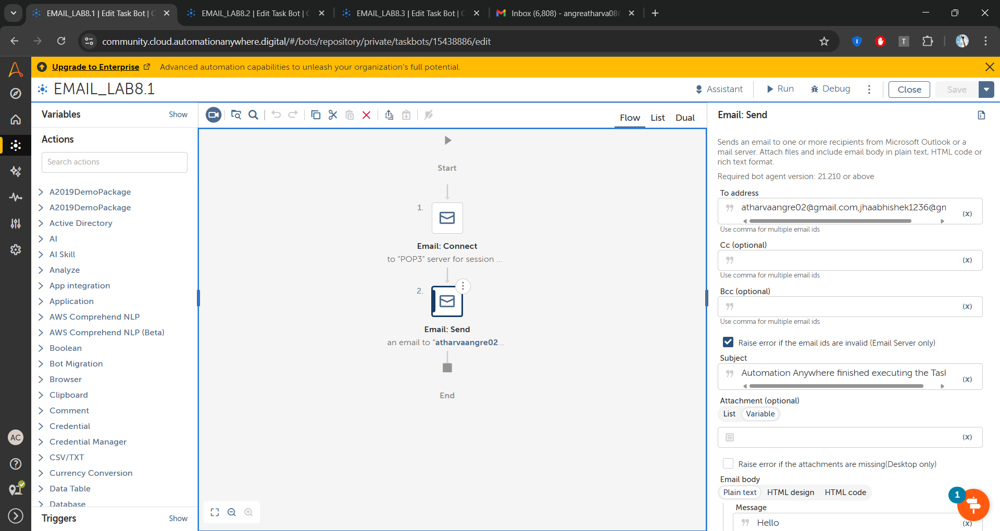 EMAIL_LAB8.1 | Edit Task Bot |
EMAIL_LAB8.2 | Edit Task Bot |
EMAIL_LAB8.3 | Edit Task Bot |
Inbox (6,808) - angreatharva08
community.cloud.automationanywhere.digital/#/bots/repository/private/taskbots/15438886/edit
T
Upgrade to Enterprise Advanced automation capabilities to unleash your organization's full potential.
EMAIL_LAB8.1
Assistant
Run
Debug
Close
Save
Variables
Show
Actions
Search actions
A2019DemoPackage
A2019DemoPackage
Active Directory
AI
AI Skill
Analyze
App integration
Application
AWS Comprehend NLP
AWS Comprehend NLP (Beta)
Boolean
Bot Migration
Browser
Clipboard
Comment
Credential
Credential Manager
CSV/TXT
Currency Conversion
Data Table
Database
Triggers
Show
AC
Flow
List
Dual
Start
1.
Email: Connect
to "POP3" server for session ...
2.
Email: Send
an email to “atharvaangre02...
End
Email: Send
Sends an email to one or more recipients from Microsoft Outlook or a
mail server. Attach files and include email body in plain text, HTML code or
rich text format.
Required bot agent version: 21.210 or above
To address
atharvaangre02@gmail.com,jhaabhishek1236@gm
(x)
Use comma for multiple email ids
Cc (optional)
(x)
Use comma for multiple email ids
Bcc (optional)
(x)
Use comma for multiple email ids
Raise error if the email ids are invalid (Email Server only)
Subject
Automation Anywhere finished executing the Task
(x)
Attachment (optional)
List
Variable
(x)
Raise error if the attachments are missing(Desktop only)
Email body
Plain text
HTML design
HTML code
1
Message
Hello
(x)